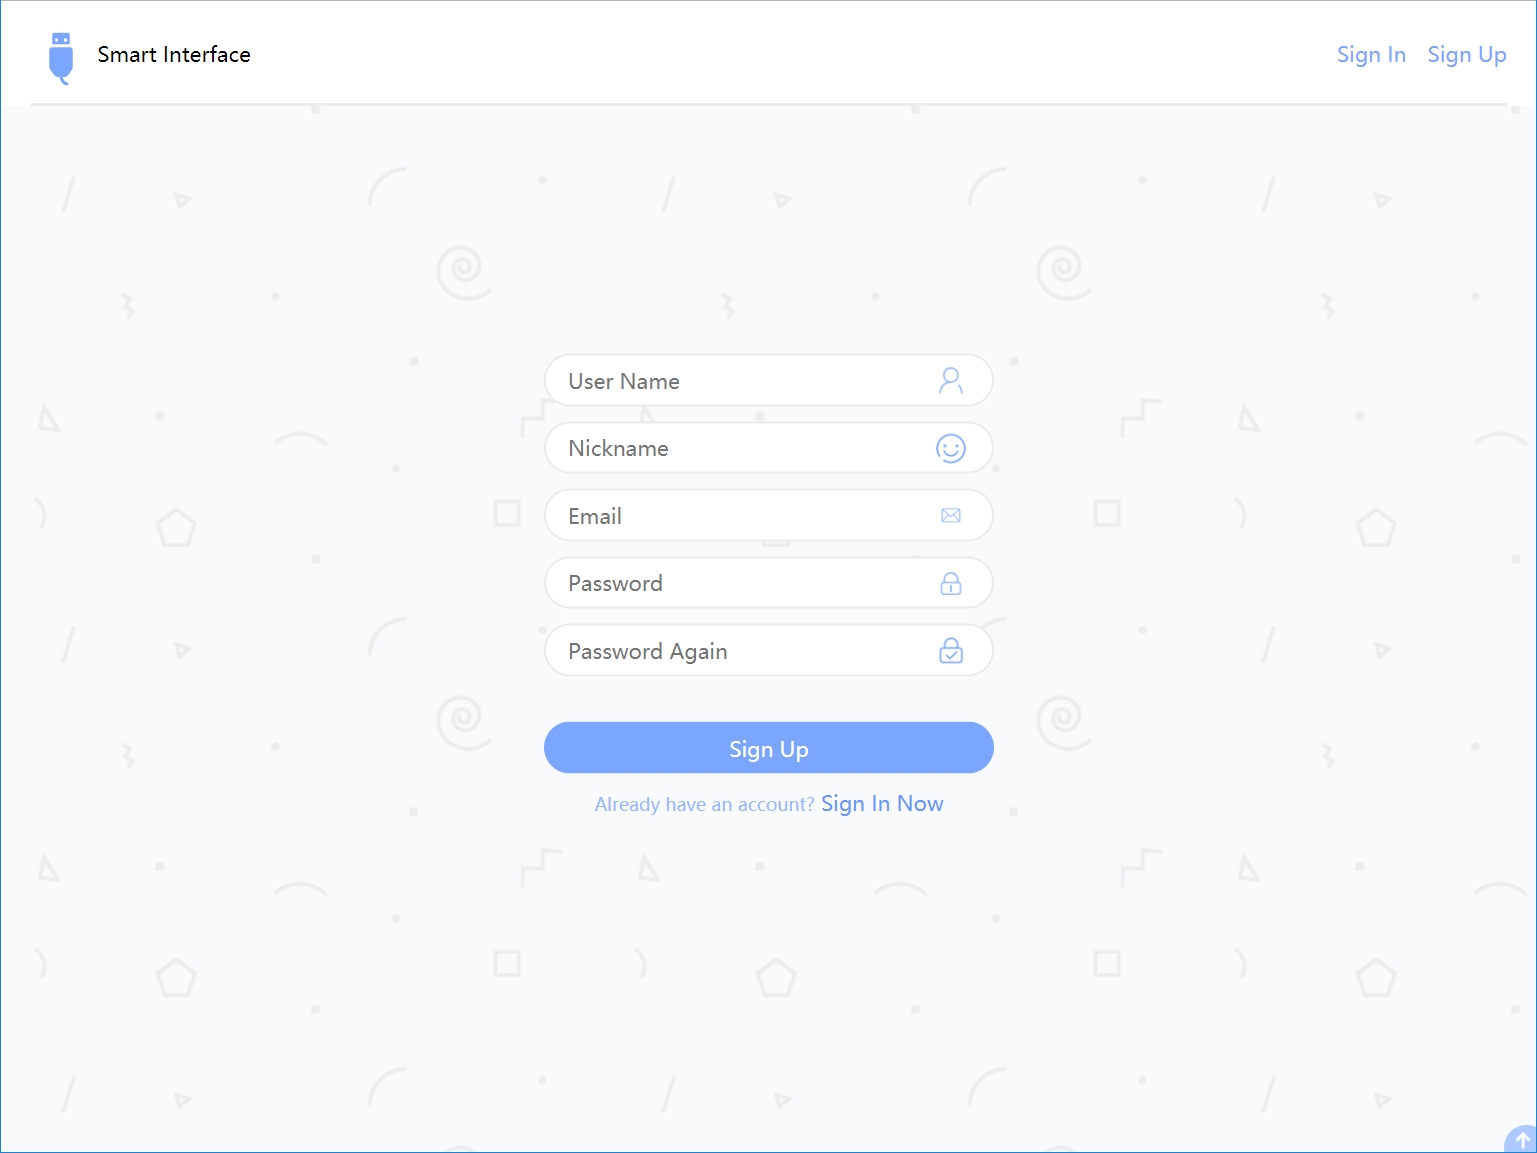 Smart Interface
Sign In Sign Up
User Name
Nickname
Email
Password
Password Again
Sign Up
Already have an account? Sign In Now